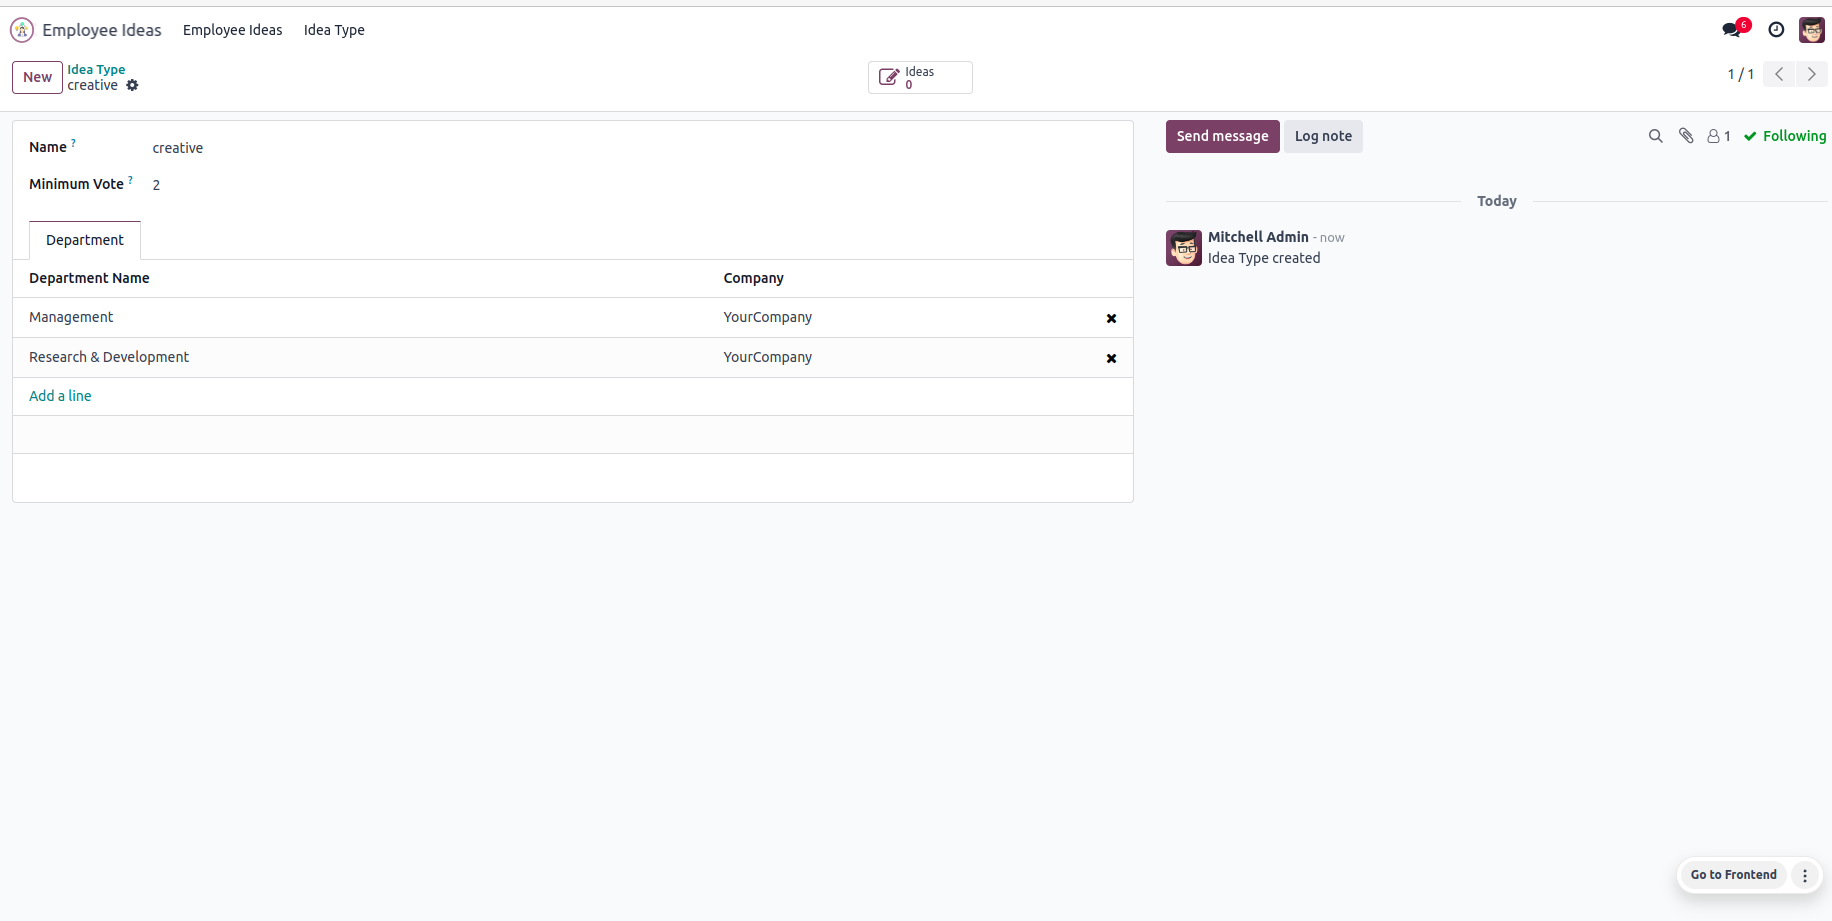 Employee Ideas Employee Ideas Idea Type 6
New Idea Type
creative
Ideas
0
1 / 1
Name ? creative
Minimum Vote ? 2
Department
Department Name Company
Management YourCompany
Research & Development YourCompany
Add a line
Send message Log note 1 Following
Today
Mitchell Admin - now
Idea Type created
Go to Frontend